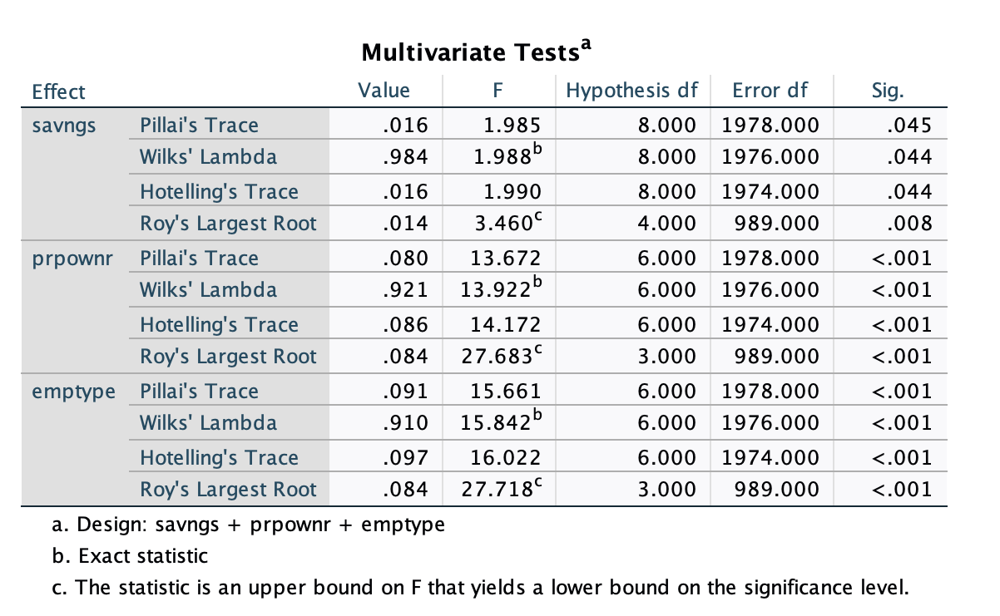 Multivariate Testsᵃ
Effect Value F Hypothesis df Error df Sig.
savngs Pillai's Trace .016 1.985 8.000 1978.000 .045
Wilks' Lambda .984 1.988ᵇ 8.000 1976.000 .044
Hotelling's Trace .016 1.990 8.000 1974.000 .044
Roy's Largest Root .014 3.460ᶜ 4.000 989.000 .008
prpownr Pillai's Trace .080 13.672 6.000 1978.000 <.001
Wilks' Lambda .921 13.922ᵇ 6.000 1976.000 <.001
Hotelling's Trace .086 14.172 6.000 1974.000 <.001
Roy's Largest Root .084 27.683ᶜ 3.000 989.000 <.001
emptype Pillai's Trace .091 15.661 6.000 1978.000 <.001
Wilks' Lambda .910 15.842ᵇ 6.000 1976.000 <.001
Hotelling's Trace .097 16.022 6.000 1974.000 <.001
Roy's Largest Root .084 27.718ᶜ 3.000 989.000 <.001
a. Design: savngs + prpownr + emptype
b. Exact statistic
c. The statistic is an upper bound on F that yields a lower bound on the significance level.